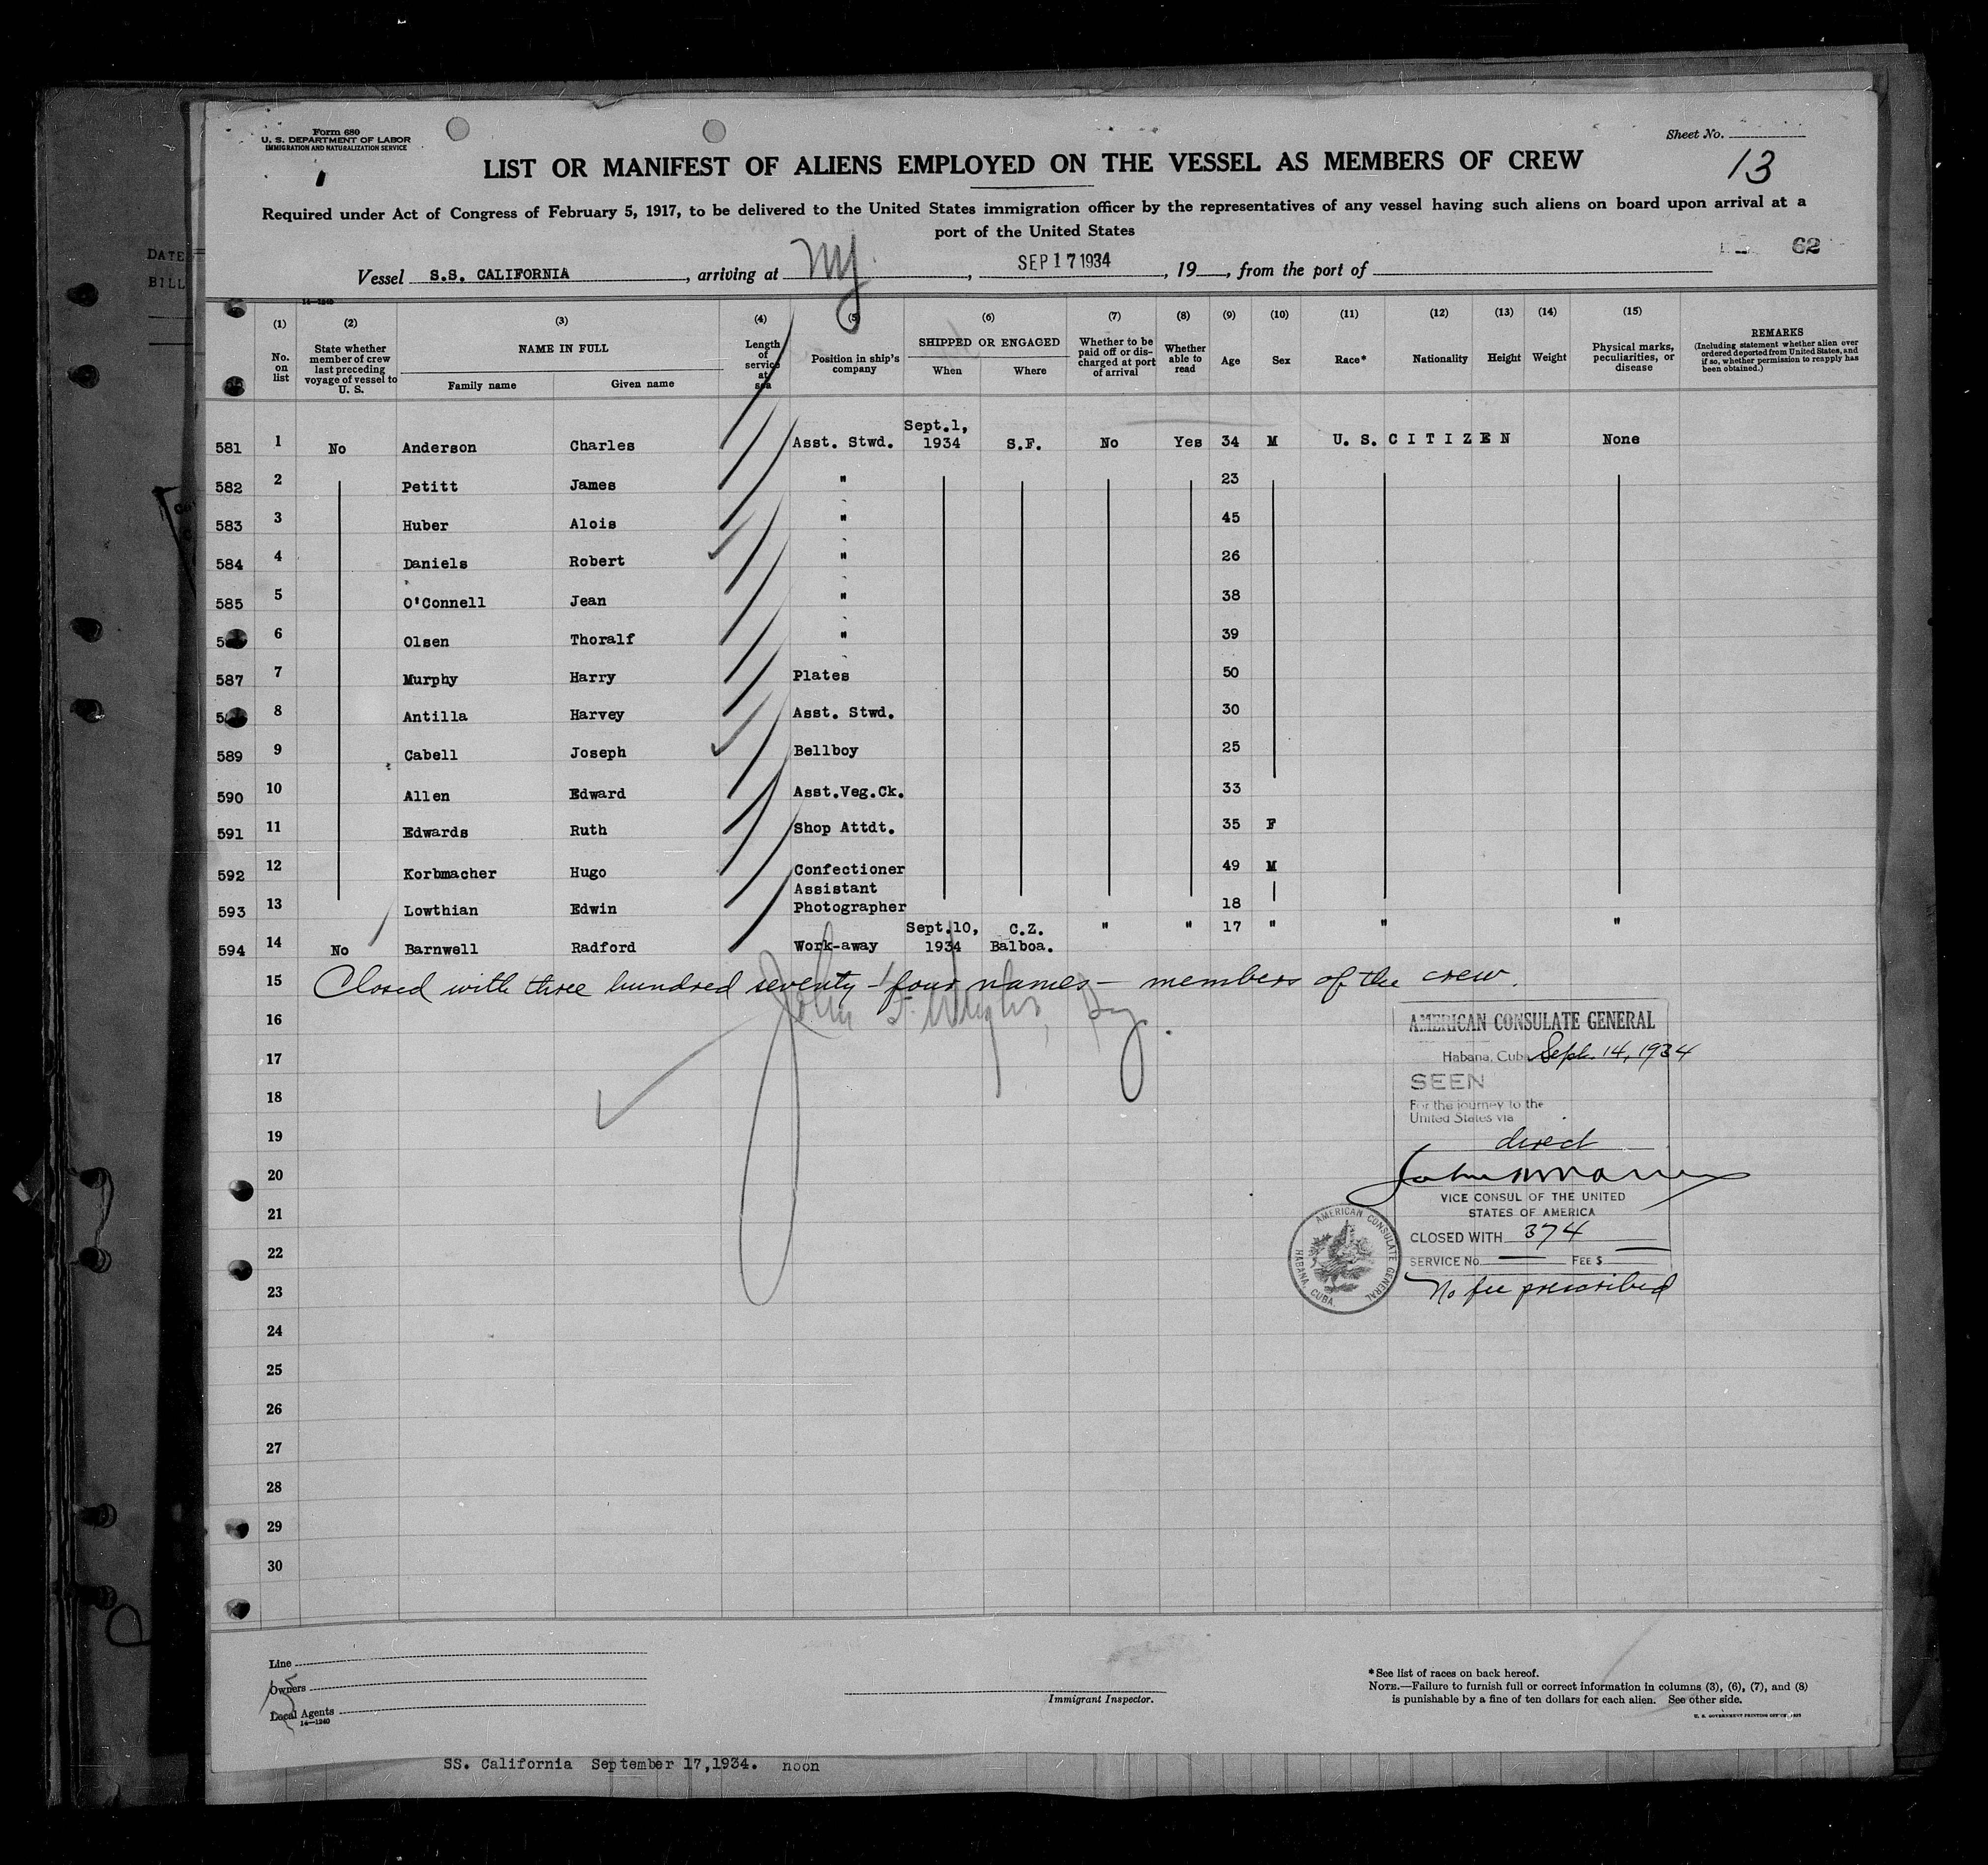 Form 680
U. S. DEPARTMENT OF LABOR
IMMIGRATION AND NATURALIZATION SERVICE
Sheet No.
13
LIST OR MANIFEST OF ALIENS EMPLOYED ON THE VESSEL AS MEMBERS OF CREW
Required under Act of Congress of February 5, 1917, to be delivered to the United States immigration officer by the representatives of any vessel having such aliens on board upon arrival at a
port of the United States
62
DATE
BILL
Vessel S.S. CALIFORNIA, arriving at NY, SEP 17 1934, 19, from the port of
14—1240
(1) (2) (3) (4) (5) (6) (7) (8) (9) (10) (11) (12) (13) (14) (15)
No. on list
State whether member of crew last preceding voyage of vessel to U. S.
NAME IN FULL
Family name Given name
Length of service at sea
Position in ship's company
SHIPPED OR ENGAGED
When Where
Whether to be paid off or discharged at port of arrival
Whether able to read
Age Sex Race* Nationality Height Weight
Physical marks, peculiarities, or disease
REMARKS
(Including statement whether alien ever ordered deported from United States, and if so, whether permission to reapply has been obtained.)
581 1 No Anderson Charles Asst. Stwd. Sept.1, 1934 S.F. No Yes 34 M U. S. CITIZEN None
582 2 Petitt James " 23
583 3 Huber Alois " 45
584 4 Daniels Robert " 26
585 5 O'Connell Jean " 38
6 Olsen Thoralf " 39
587 7 Murphy Harry Plates 50
8 Antilla Harvey Asst. Stwd. 30
589 9 Cabell Joseph Bellboy 25
590 10 Allen Edward Asst.Veg.Ck. 33
591 11 Edwards Ruth Shop Attdt. 35 F
592 12 Korbmacher Hugo Confectioner 49 M
593 13 Lowthian Edwin Assistant Photographer 18
594 14 No Barnwell Radford Work-away Sept.10, 1934 C.Z. Balboa. " " 17 " " "
15 Closed with three hundred seventy-four names — members of the crew.
16
AMERICAN CONSULATE GENERAL
17
Habana, Cuba Sept. 14, 1934
SEEN
18
For the journey to the
United States via
19
direct
20
VICE CONSUL OF THE UNITED
21
STATES OF AMERICA
CLOSED WITH 374
22
SERVICE No. FEE $
AMERICAN CONSULATE GENERAL HABANA, CUBA.
23
No fee prescribed
24
25
26
27
28
29
30
Line
Owners
Local Agents
14—1240
Immigrant Inspector.
*See list of races on back hereof.
NOTE.—Failure to furnish full or correct information in columns (3), (6), (7), and (8)
is punishable by a fine of ten dollars for each alien. See other side.
SS. California September 17,1934. noon